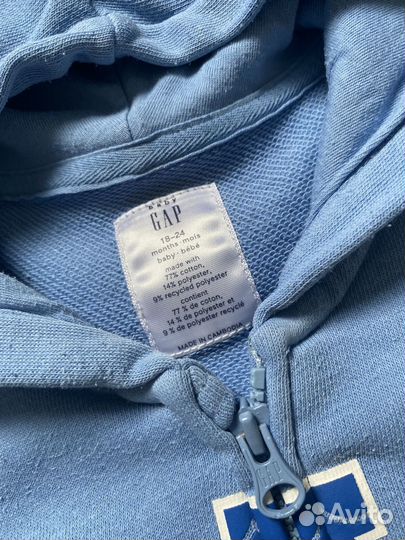 baby
GAP
18-24
months · mois
baby · bébé
made with
77% cotton,
14% polyester,
9% recycled polyester
contient
77 % de coton,
14 % de polyester et
9 % de polyester recyclé
MADE IN CAMBODIA
Avito